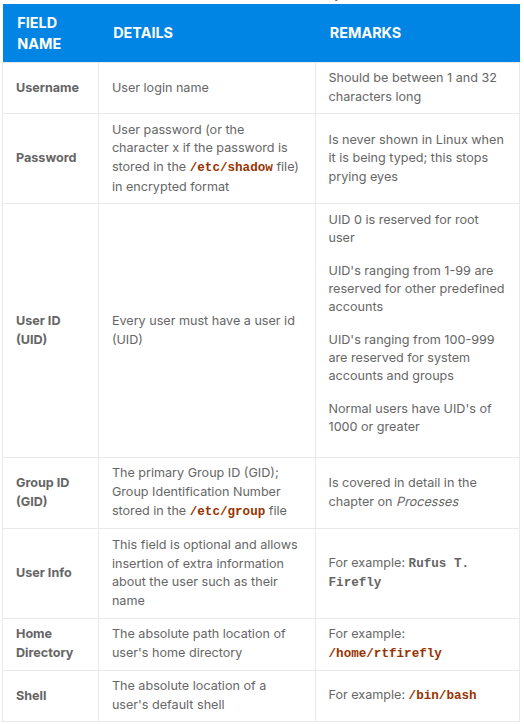 FIELD NAME DETAILS REMARKS
Username User login name Should be between 1 and 32
characters long
Password User password (or the
character x if the password is
stored in the /etc/shadow file)
in encrypted format
Is never shown in Linux when
it is being typed; this stops
prying eyes
User ID
(UID)
Every user must have a user id
(UID)
UID 0 is reserved for root
user
UID's ranging from 1-99 are
reserved for other predefined
accounts
UID's ranging from 100-999
are reserved for system
accounts and groups
Normal users have UID's of
1000 or greater
Group ID
(GID)
The primary Group ID (GID);
Group Identification Number
stored in the /etc/group file
Is covered in detail in the
chapter on Processes
User Info
This field is optional and allows
insertion of extra information
about the user such as their
name
For example: Rufus T.
Firefly
Home
Directory
The absolute path location of
user's home directory
For example:
/home/rtfirefly
Shell
The absolute location of a
user's default shell
For example: /bin/bash